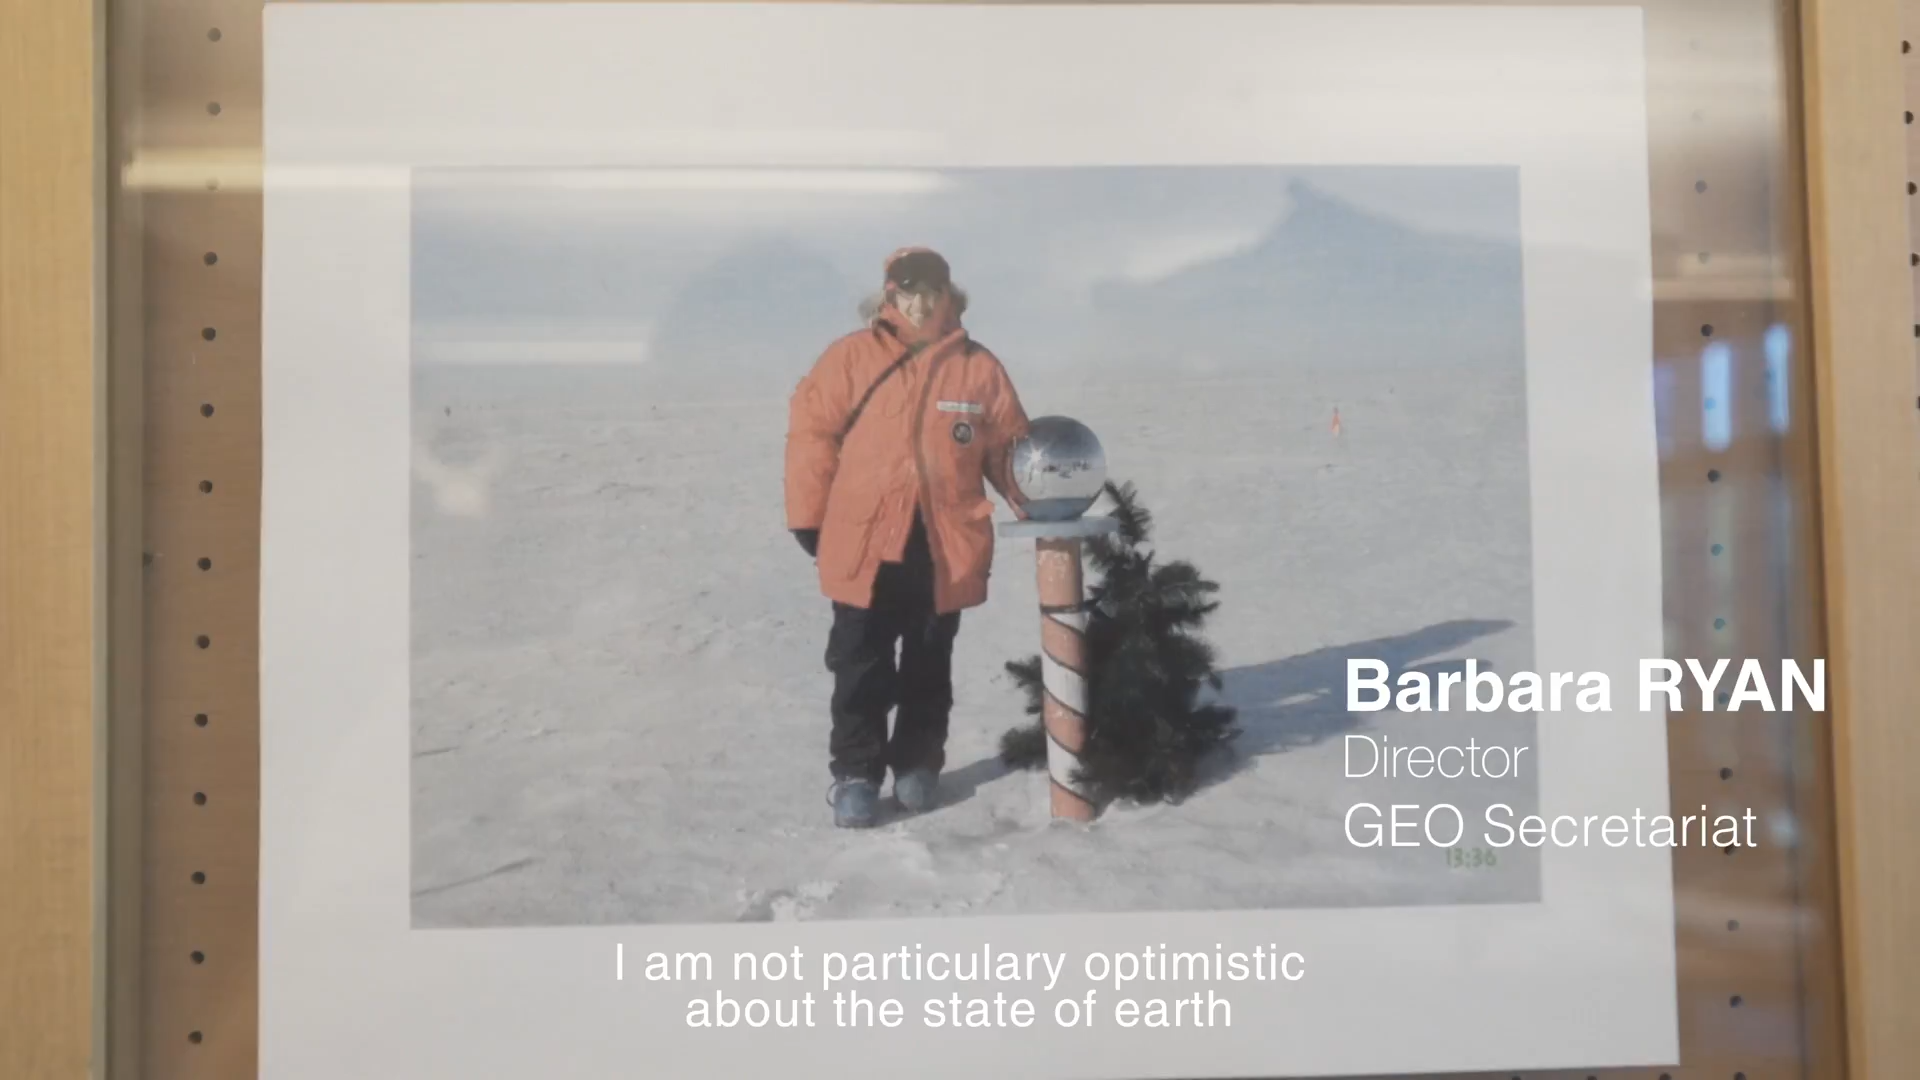 Barbara RYAN
Director
GEO Secretariat
13:36
I am not particulary optimistic
about the state of earth